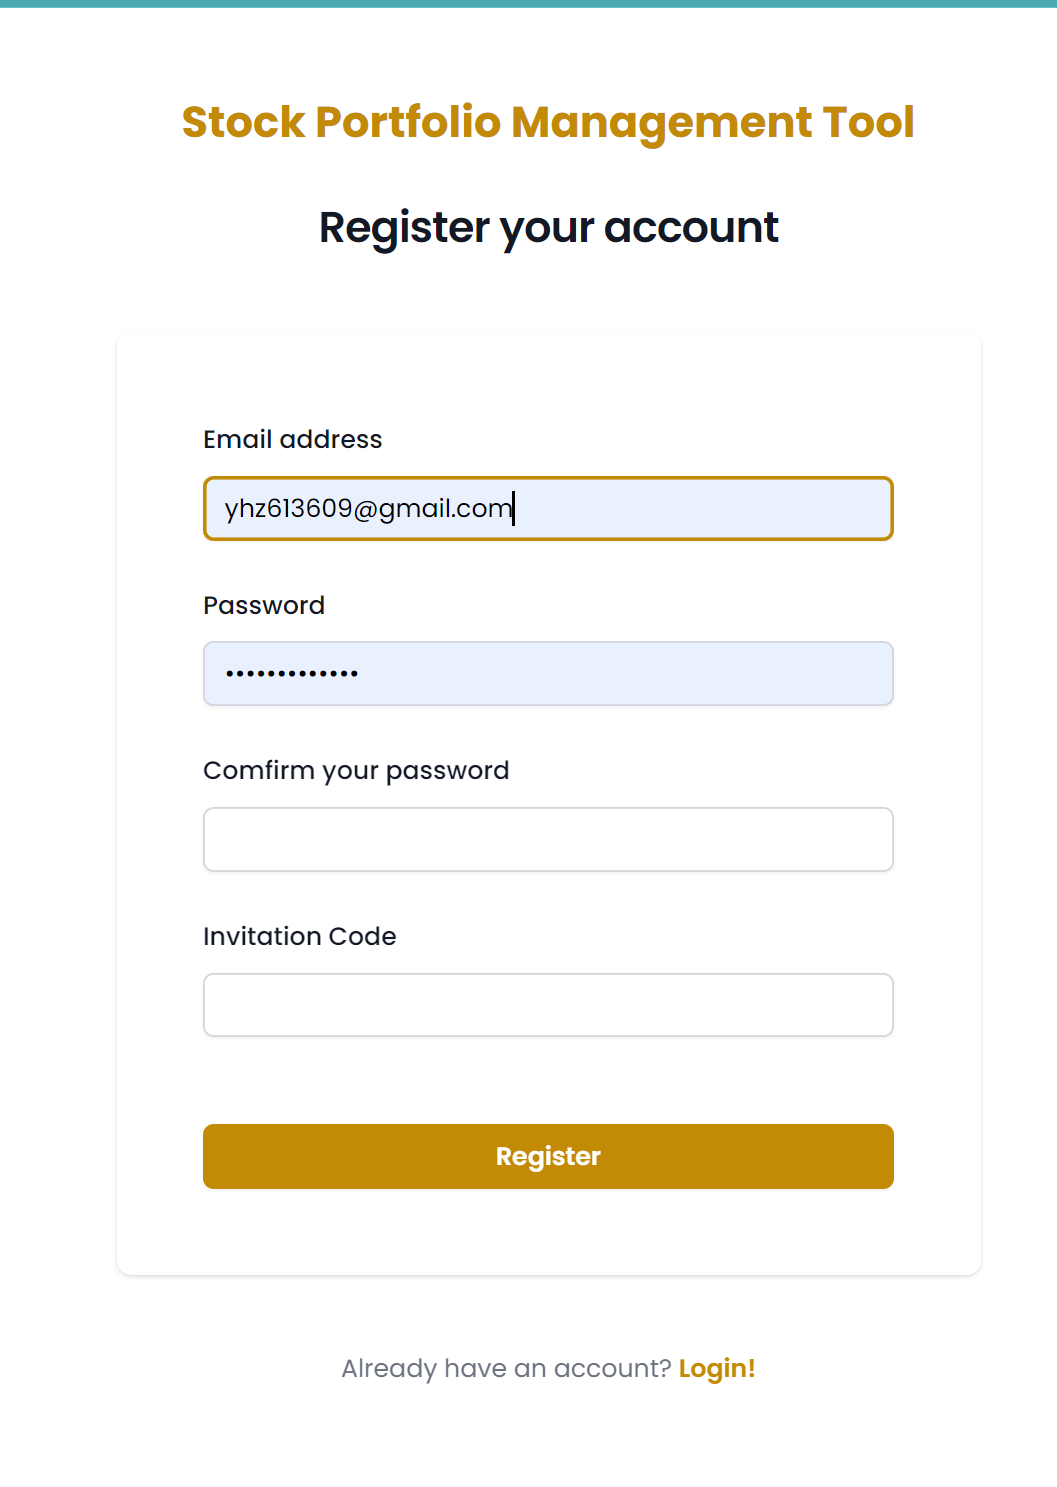 Stock Portfolio Management Tool
Register your account
Email address
yhz613609@gmail.com
Password
•••••••••••••
Comfirm your password
Invitation Code
Register
Already have an account? Login!